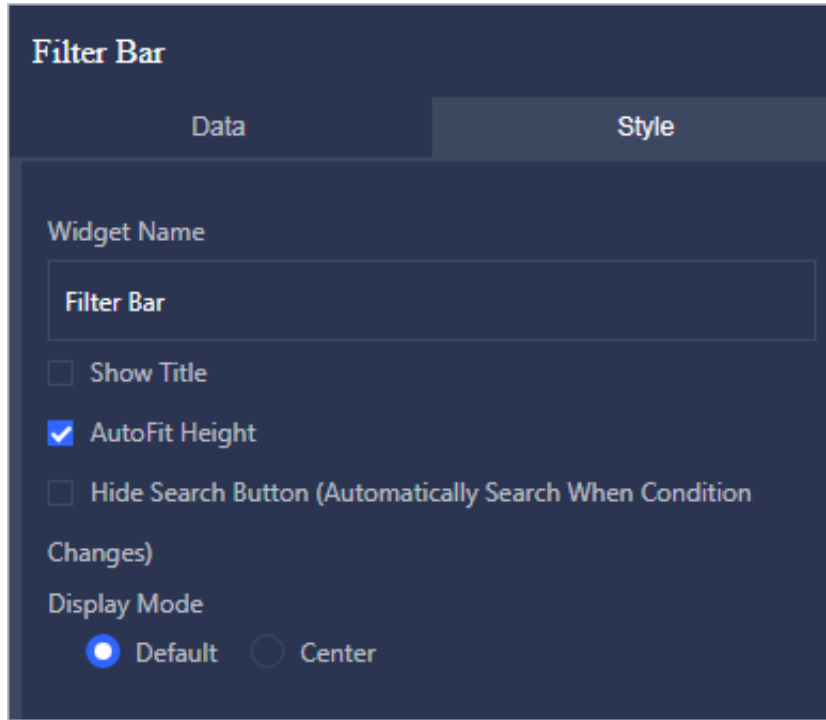 Filter Bar
Data Style
Widget Name
Filter Bar
Show Title
AutoFit Height
Hide Search Button (Automatically Search When Condition
Changes)
Display Mode
Default Center